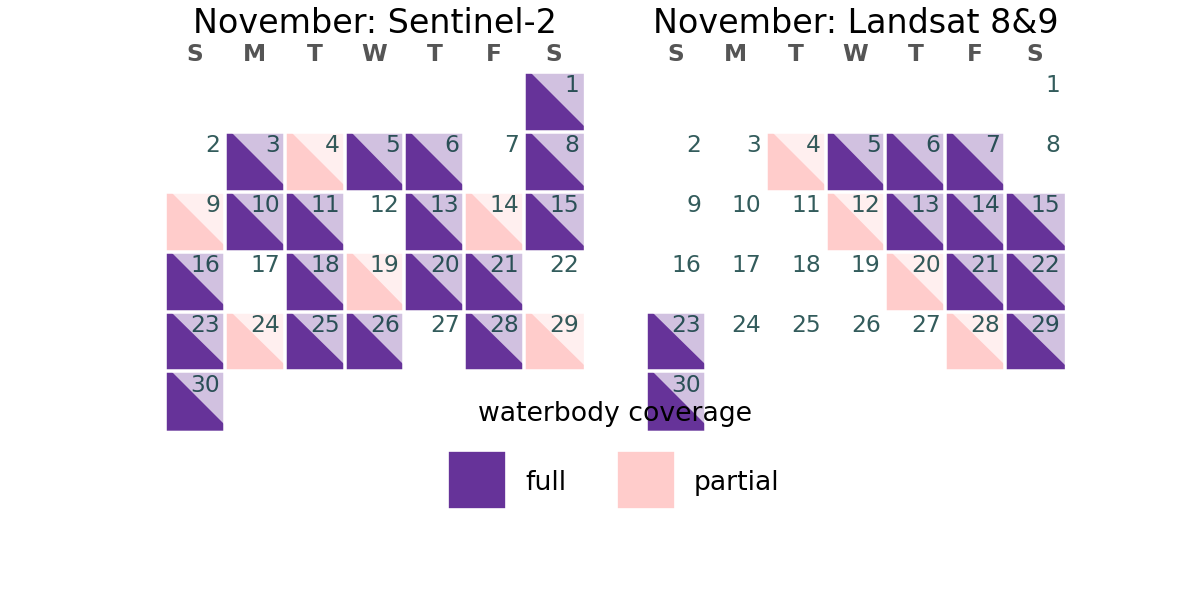 November: Sentinel-2
S M T W T F S
1
2 3 4 5 6 7 8
9 10 11 12 13 14 15
16 17 18 19 20 21 22
23 24 25 26 27 28 29
30
November: Landsat 8&9
S M T W T F S
1
2 3 4 5 6 7 8
9 10 11 12 13 14 15
16 17 18 19 20 21 22
23 24 25 26 27 28 29
30
waterbody coverage
full partial